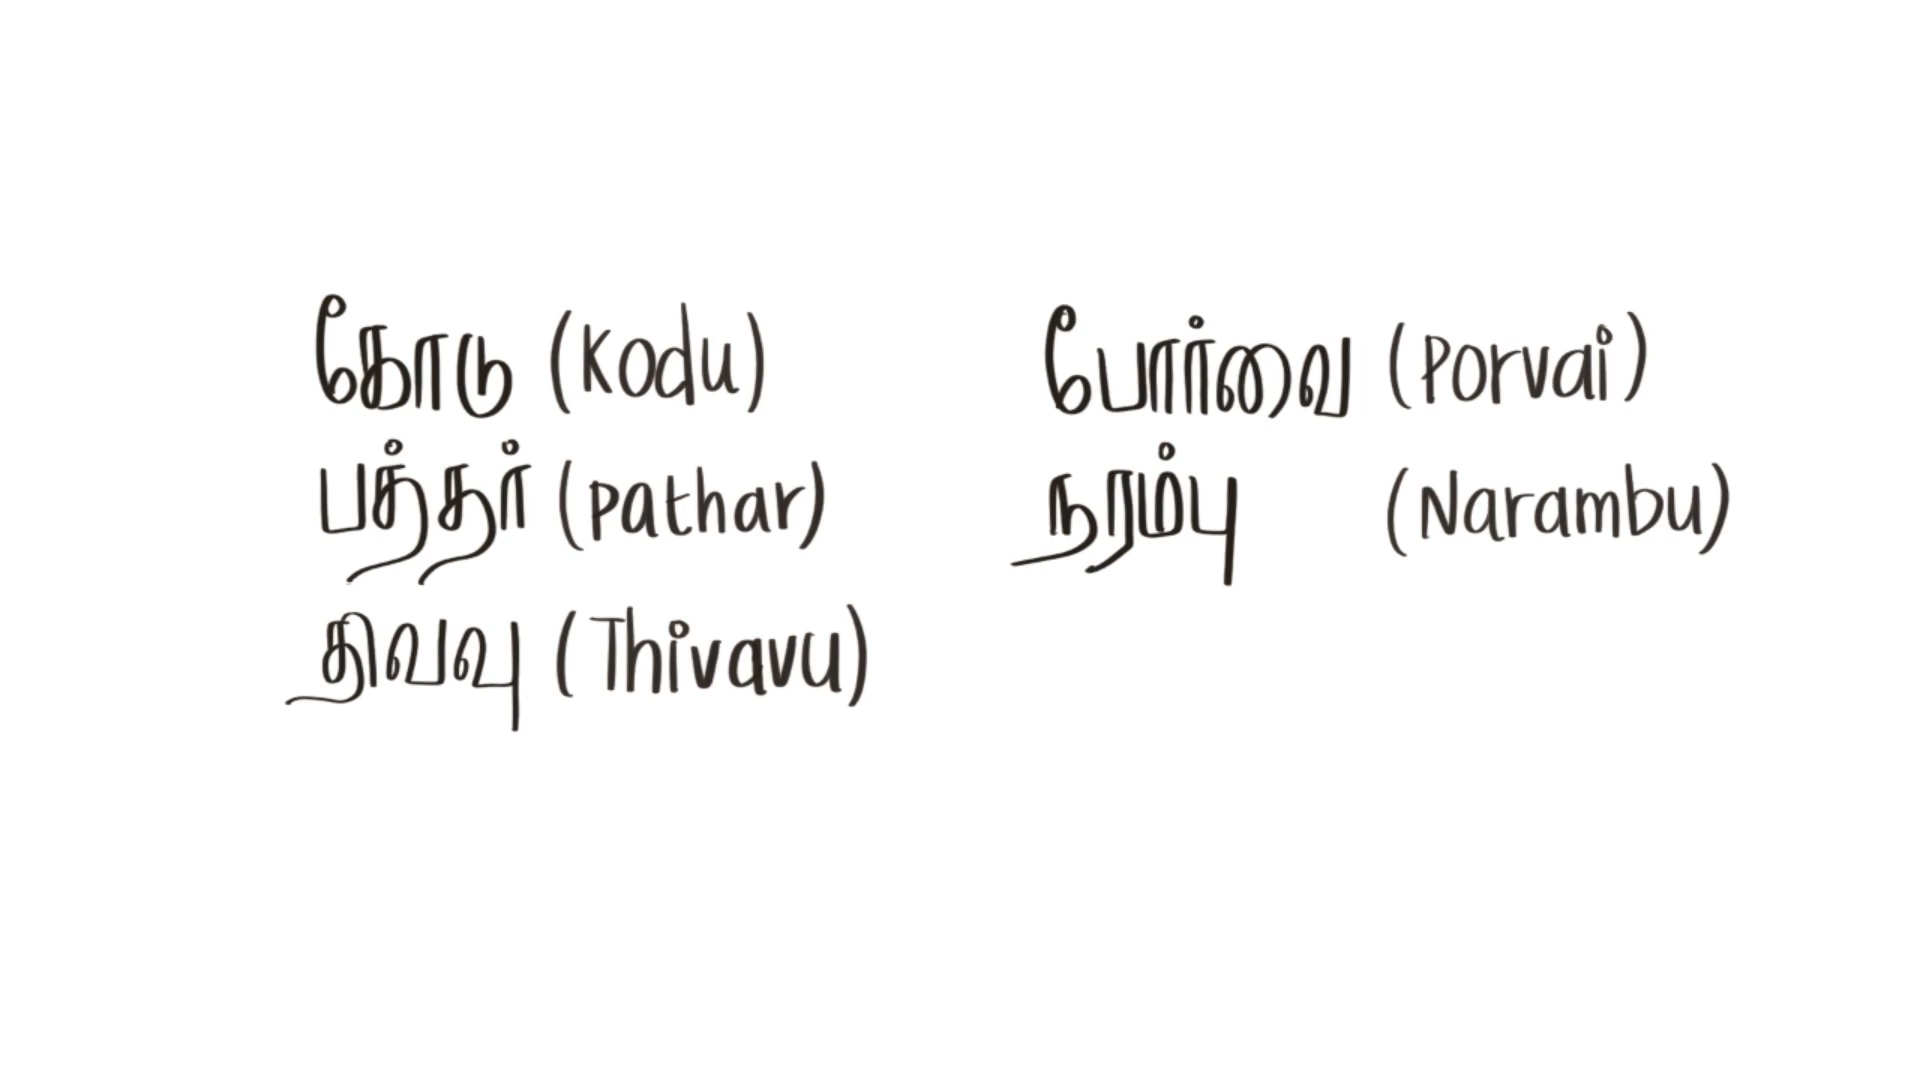 கோடு (Kodu)
பத்தர் (Pathar)
திவவு (Thivavu)
போர்வை (Porvai)
நரம்பு (Narambu)